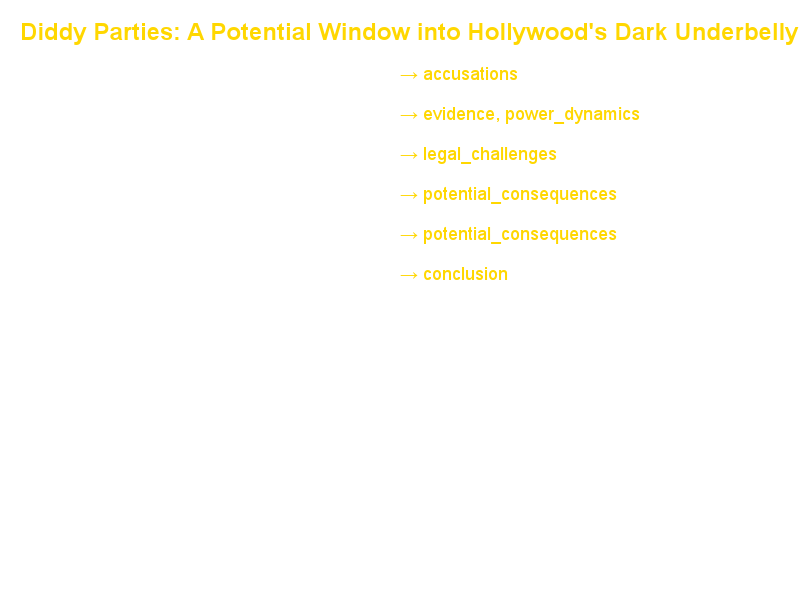 Diddy Parties: A Potential Window into Hollywood's Dark Underbelly
→ accusations
→ evidence, power_dynamics
→ legal_challenges
→ potential_consequences
→ potential_consequences
→ conclusion